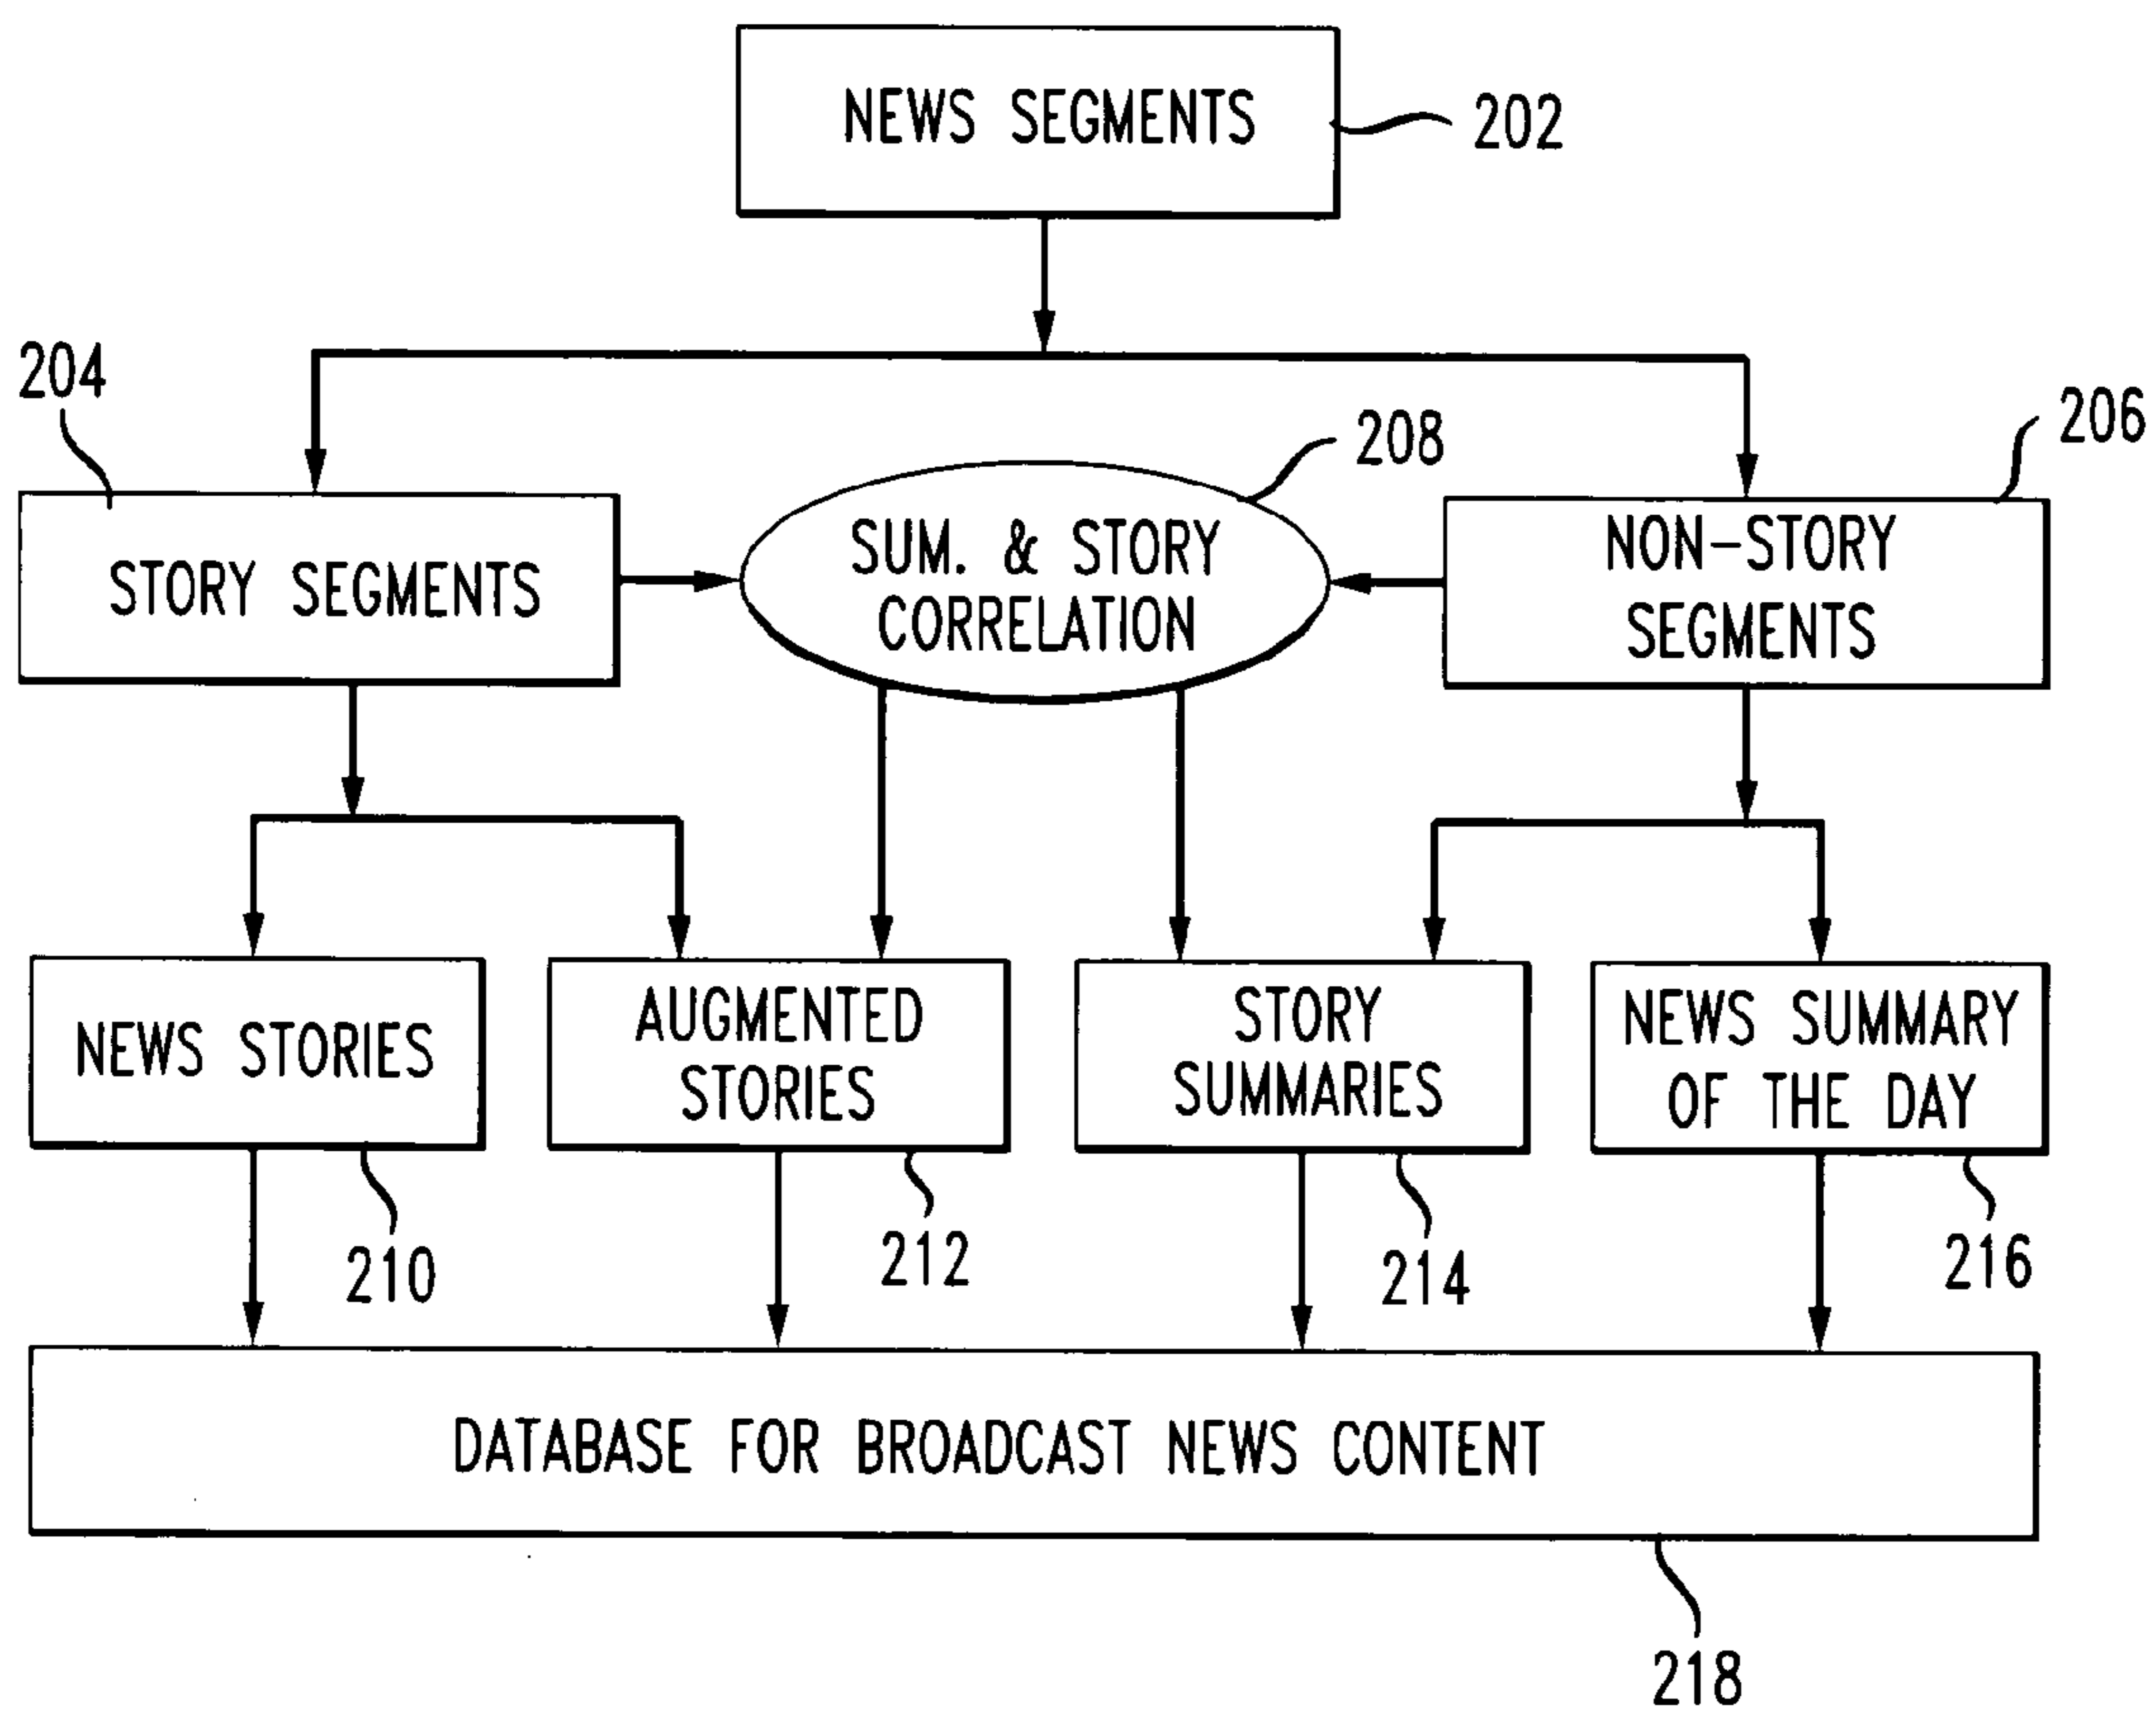 NEWS SEGMENTS
202
204
206
208
STORY SEGMENTS
SUM. & STORY
CORRELATION
NON-STORY
SEGMENTS
NEWS STORIES
AUGMENTED
STORIES
STORY
SUMMARIES
NEWS SUMMARY
OF THE DAY
210
212
214
216
DATABASE FOR BROADCAST NEWS CONTENT
218